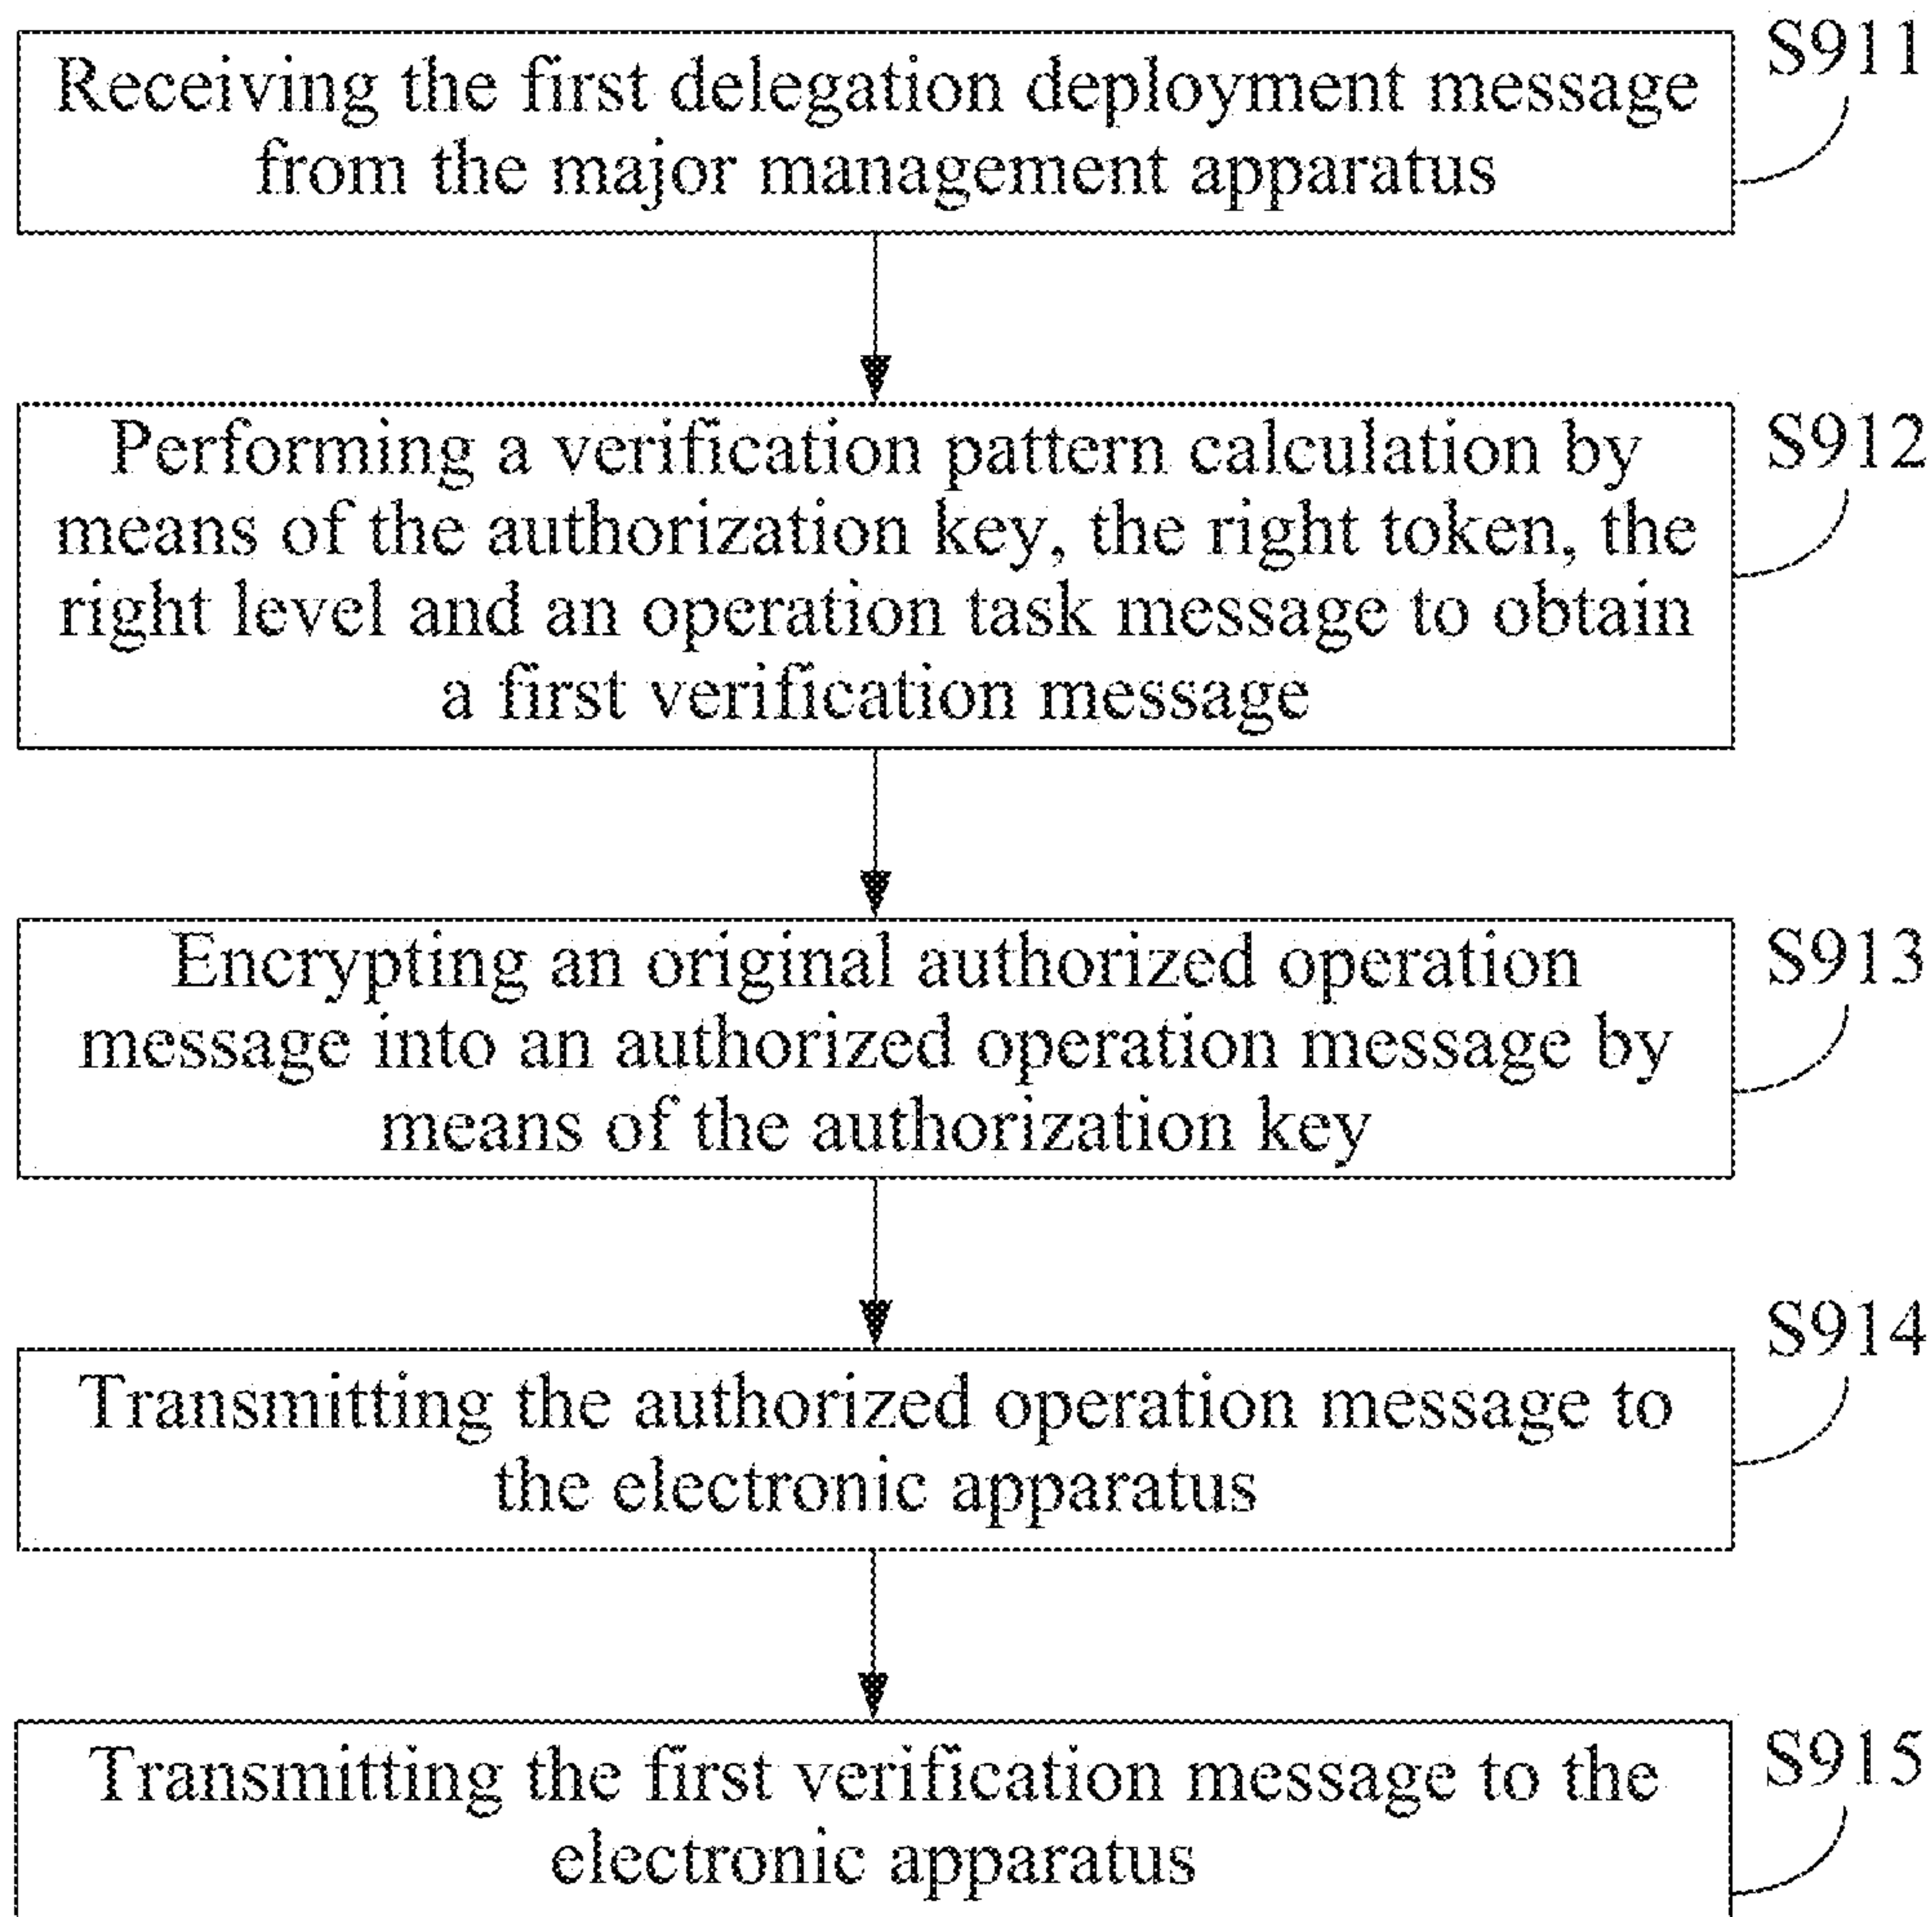 S911
Receiving the first delegation deployment message
from the major management apparatus
S912
Performing a verification pattern calculation by
means of the authorization key, the right token, the
right level and an operation task message to obtain
a first verification message
S913
Encrypting an original authorized operation
message into an authorized operation message by
means of the authorization key
S914
Transmitting the authorized operation message to
the electronic apparatus
S915
Transmitting the first verification message to the
electronic apparatus